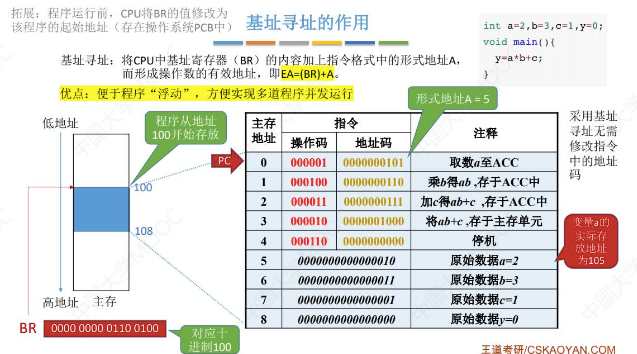 拓展：程序运行前，CPU将BR的值修改为
该程序的起始地址（存在操作系统PCB中）
基址寻址的作用
int a=2,b=3,c=1,y=0;
void main(){
y=a*b+c;
}
基址寻址：将CPU中基址寄存器（BR）的内容加上指令格式中的形式地址A，
而形成操作数的有效地址，即EA=(BR)+A。
优点：便于程序“浮动”，方便实现多道程序并发运行
形式地址A = 5
程序从地址
100开始存放
低地址
100
108
高地址
主存
PC
主存
地址
指令
注释
操作码
地址码
0 000001 0000000101 取数a至ACC
1 000100 0000000110 乘b得ab ,存于ACC中
2 000011 0000000111 加c得ab+c ,存于ACC中
3 000010 0000001000 将ab+c ,存于主存单元
4 000110 0000000000 停机
5 0000000000000010 原始数据a=2
6 0000000000000011 原始数据b=3
7 0000000000000001 原始数据c=1
8 0000000000000000 原始数据y=0
采用基址
寻址无需
修改指令
中的地址
码
变量a的
实际存
放地址
为105
BR
0000 0000 0110 0100
对应十
进制100
王道考研/CSKAOYAN.COM
中国大学MOOC